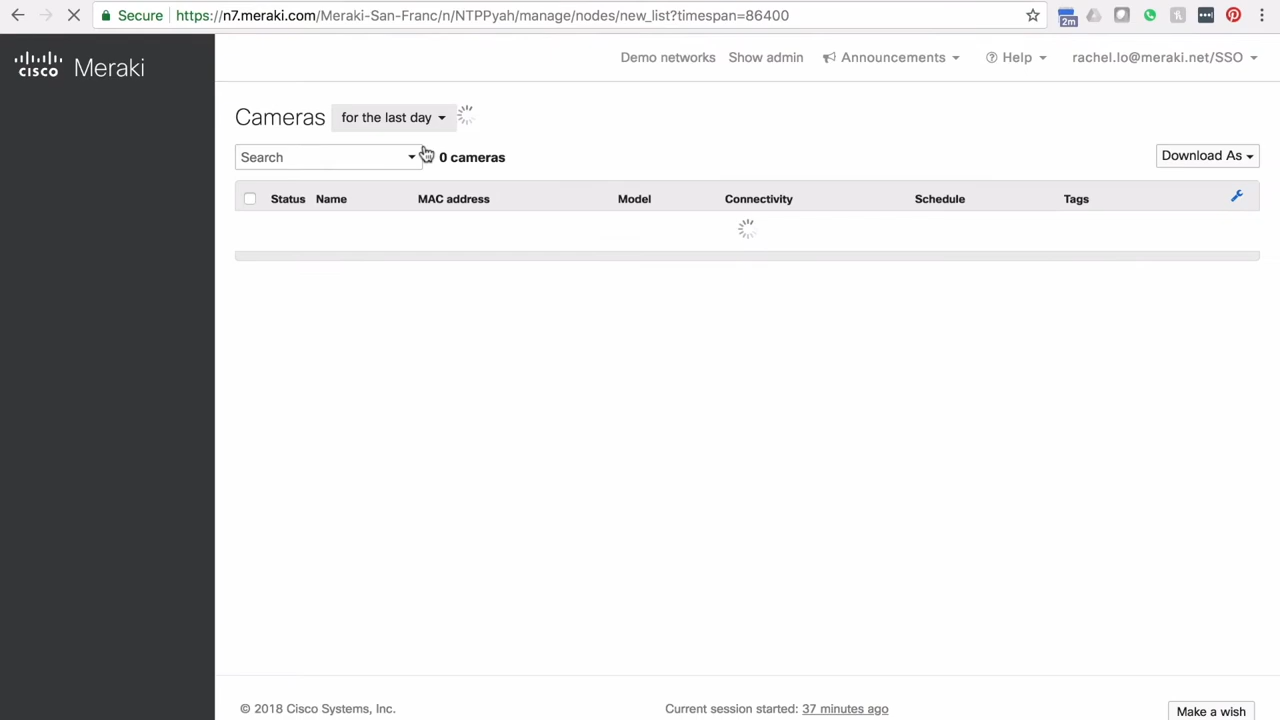 Secure https://n7.meraki.com/Meraki-San-Franc/n/NTPPyah/manage/nodes/new_list?timespan=86400
2m
cisco Meraki
Demo networks Show admin Announcements Help rachel.lo@meraki.net/SSO
Cameras for the last day
Search 0 cameras Download As
Status Name MAC address Model Connectivity Schedule Tags
© 2018 Cisco Systems, Inc. Current session started: 37 minutes ago Make a wish